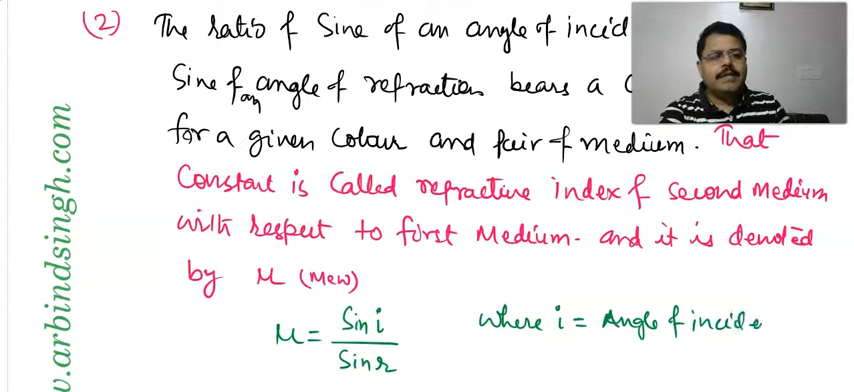 (2) The ratio of Sine of an angle of incid
Sine of an angle of refraction bears a C
for a given Colour and pair of medium. That
Constant is Called refractive index of Second Medium
with respect to first Medium. and it is denoted
by μ (Mew)
μ = Sin i / Sin r
where i = Angle of incide
w.arbindsingh.com